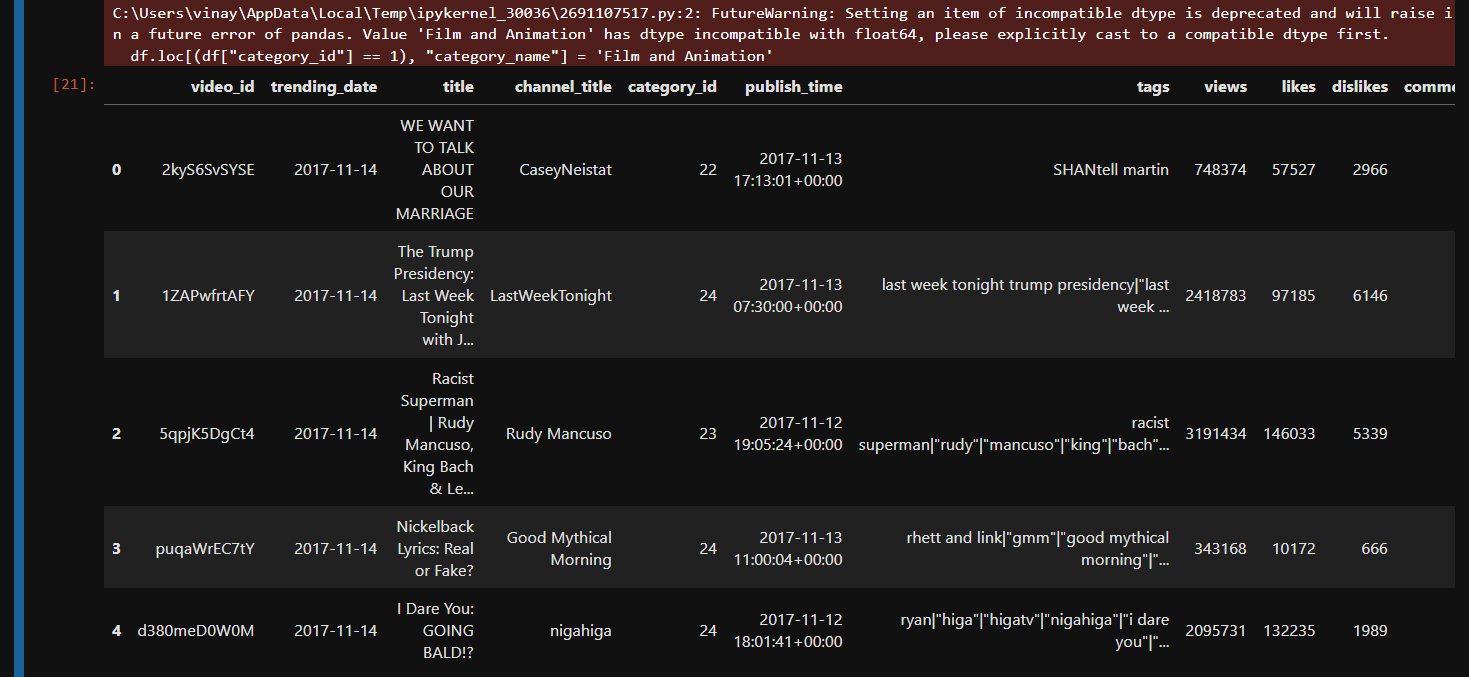 C:\Users\vinay\AppData\Local\Temp\ipykernel_30036\2691107517.py:2: FutureWarning: Setting an item of incompatible dtype is deprecated and will raise i
n a future error of pandas. Value 'Film and Animation' has dtype incompatible with float64, please explicitly cast to a compatible dtype first.
df.loc[(df["category_id"] == 1), "category_name"] = 'Film and Animation'
[21]:
video_id trending_date title channel_title category_id publish_time tags views likes dislikes comme
WE WANT
TO TALK
ABOUT
OUR
MARRIAGE
0 2kyS6SvSYSE 2017-11-14 CaseyNeistat 22 2017-11-13
17:13:01+00:00 SHANtell martin 748374 57527 2966
The Trump
Presidency:
Last Week
Tonight
with J...
1 1ZAPwfrtAFY 2017-11-14 LastWeekTonight 24 2017-11-13
07:30:00+00:00 last week tonight trump presidency|"last
week ... 2418783 97185 6146
Racist
Superman
| Rudy
Mancuso,
King Bach
& Le...
2 5qpjK5DgCt4 2017-11-14 Rudy Mancuso 23 2017-11-12
19:05:24+00:00 racist
superman|"rudy"|"mancuso"|"king"|"bach"... 3191434 146033 5339
Nickelback
Lyrics: Real
or Fake?
3 puqaWrEC7tY 2017-11-14 Good Mythical
Morning 24 2017-11-13
11:00:04+00:00 rhett and link|"gmm"|"good mythical
morning"|"... 343168 10172 666
I Dare You:
GOING
BALD!?
4 d380meD0W0M 2017-11-14 nigahiga 24 2017-11-12
18:01:41+00:00 ryan|"higa"|"higatv"|"nigahiga"|"i dare
you"|"... 2095731 132235 1989